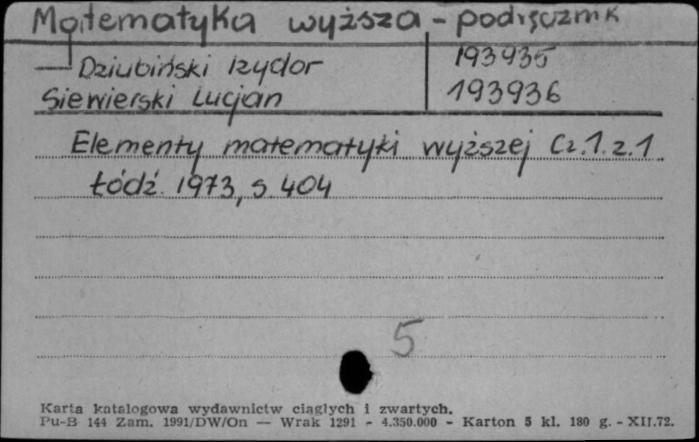 Matematyka wyższa - podręcznik
Dziubiński Izydor 193935
Siewierski Lucjan 193936
Elementy matematyki wyższej Cz.1.z.1
Łódź 1973, s. 404
5
Karta katalogowa wydawnictw ciągłych i zwartych.
Pu-B 144 Zam. 1991/DW/On — Wrak 1291 - 4.350.000 - Karton 5 kl. 180 g. - XII.72.